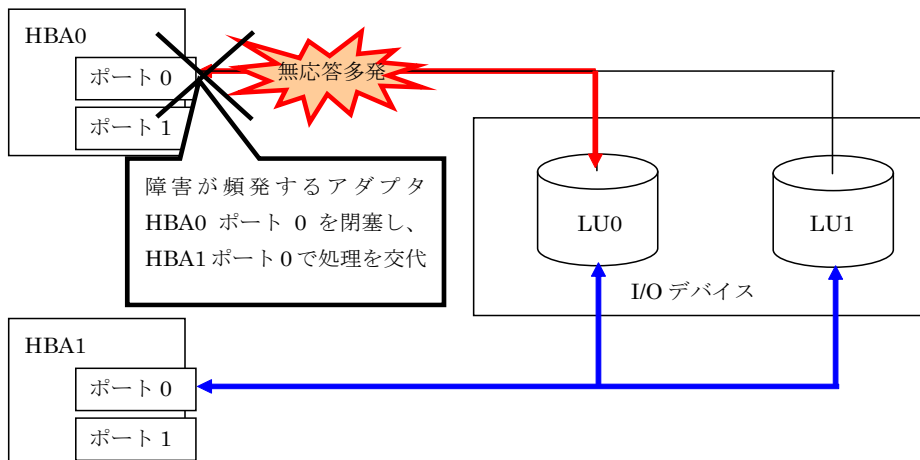 HBA0
ポート 0
無応答多発
ポート 1
障害が頻発するアダプタ
HBA0 ポート 0 を閉塞し、
HBA1 ポート 0 で処理を交代
LU0
LU1
I/O デバイス
HBA1
ポート 0
ポート 1